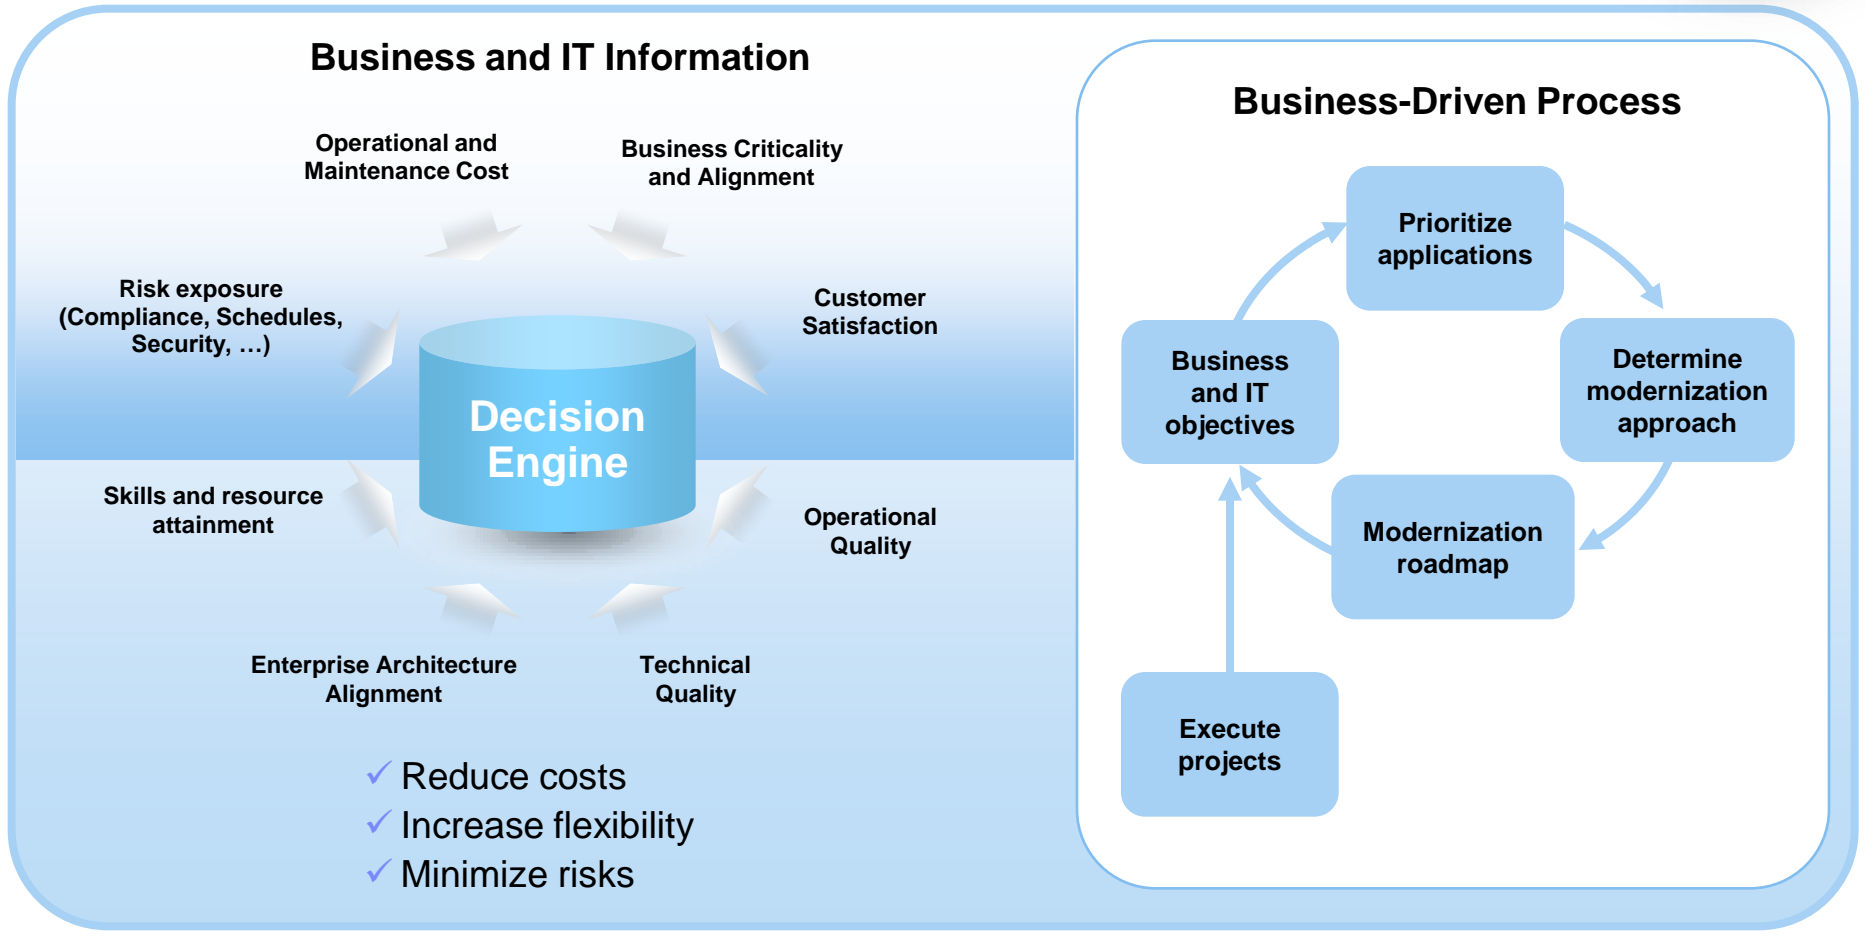 Business and IT Information
Operational and
Maintenance Cost
Business Criticality
and Alignment
Risk exposure
(Compliance, Schedules,
Security, …)
Customer
Satisfaction
Decision
Engine
Skills and resource
attainment
Operational
Quality
Enterprise Architecture
Alignment
Technical
Quality
✓ Reduce costs
✓ Increase flexibility
✓ Minimize risks
Business-Driven Process
Prioritize
applications
Business
and IT
objectives
Determine
modernization
approach
Modernization
roadmap
Execute
projects